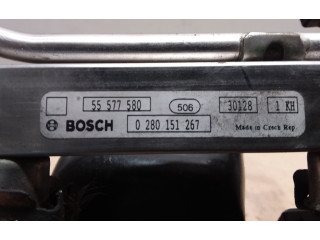 55 577 580 506 30128 1 KH
BOSCH 0 280 151 267 Made in Czech Rep.